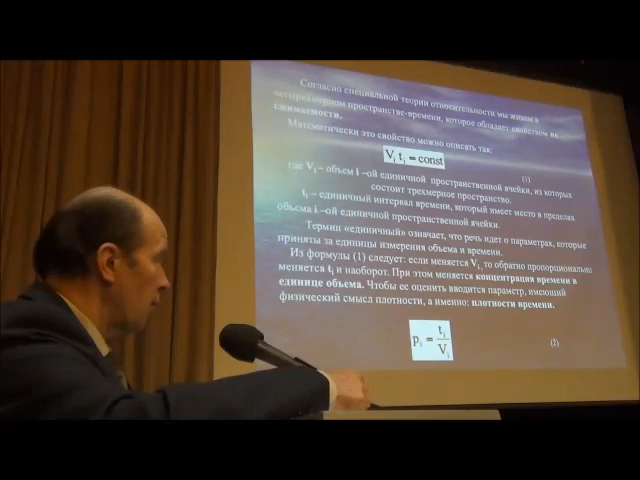 Согласно специальной теории относительности мы живем в
четырехмерном пространстве-времени, которое обладает свойством не
сжимаемости.
Математически это свойство можно описать так:
Vi ti = const
(1)
где Vi – объем i –ой единичной пространственной ячейки, из которых
состоит трехмерное пространство.
ti – единичный интервал времени, который имеет место в пределах
объема i –ой единичной пространственной ячейки.
Термин «единичный» означает, что речь идет о параметрах, которые
приняты за единицы измерения объема и времени.
Из формулы (1) следует: если меняется Vi, то обратно пропорционально
меняется ti и наоборот. При этом меняется концентрация времени в
единице объема. Чтобы ее оценить вводится параметр, имеющий
физический смысл плотности, а именно: плотности времени.
pi = ti / Vi
(2)